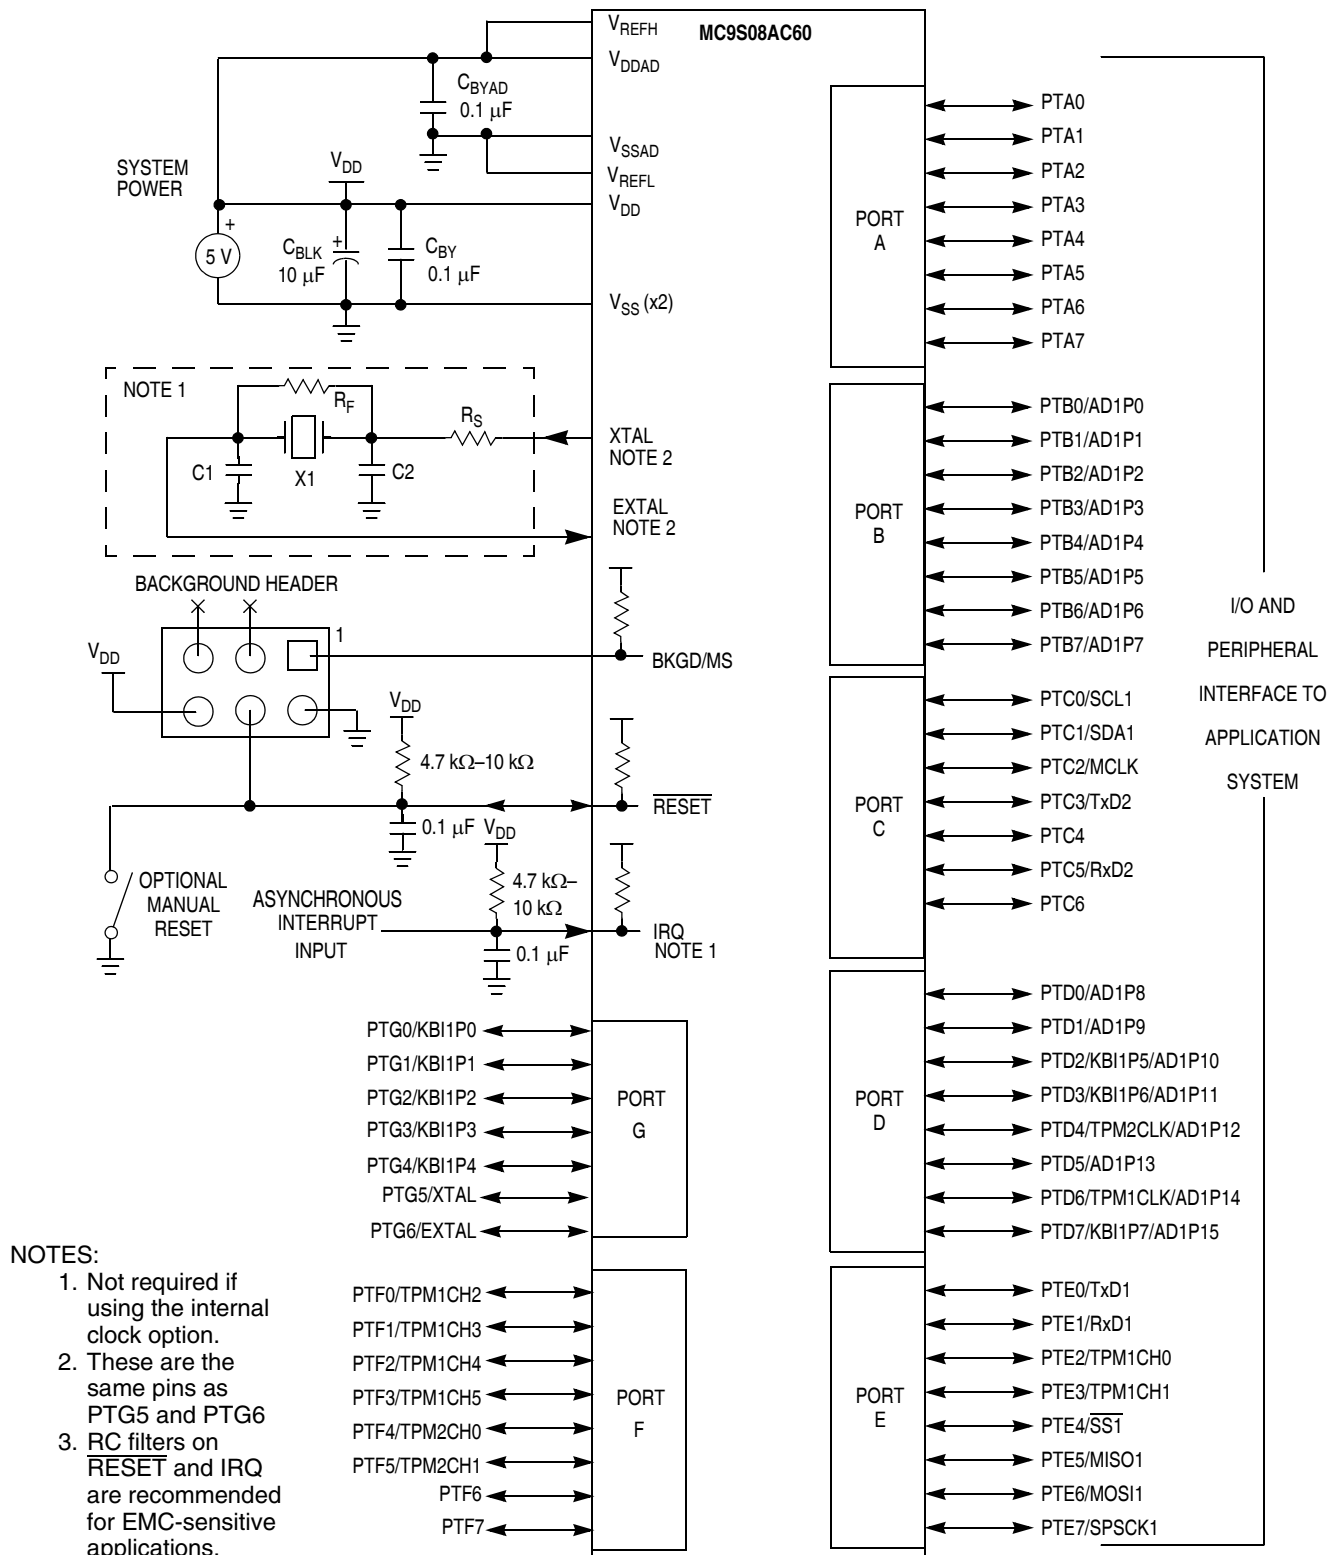 MC9S08AC60
VREFH
VDDAD
CBYAD
0.1 μF
VSSAD
VREFL
VDD
SYSTEM
POWER
VDD
+
5 V
CBLK
+
10 μF
CBY
0.1 μF
VSS (x2)
NOTE 1
RF
RS
C1
X1
C2
XTAL
NOTE 2
EXTAL
NOTE 2
BACKGROUND HEADER
1
VDD
BKGD/MS
VDD
4.7 kΩ–10 kΩ
RESET
0.1 μF
VDD
OPTIONAL
MANUAL
RESET
ASYNCHRONOUS
INTERRUPT
INPUT
4.7 kΩ–
10 kΩ
IRQ
NOTE 1
0.1 μF
PTG0/KBI1P0
PTG1/KBI1P1
PTG2/KBI1P2
PTG3/KBI1P3
PTG4/KBI1P4
PTG5/XTAL
PTG6/EXTAL
PORT
G
PTF0/TPM1CH2
PTF1/TPM1CH3
PTF2/TPM1CH4
PTF3/TPM1CH5
PTF4/TPM2CH0
PTF5/TPM2CH1
PTF6
PTF7
PORT
F
PORT
A
PTA0
PTA1
PTA2
PTA3
PTA4
PTA5
PTA6
PTA7
PORT
B
PTB0/AD1P0
PTB1/AD1P1
PTB2/AD1P2
PTB3/AD1P3
PTB4/AD1P4
PTB5/AD1P5
PTB6/AD1P6
PTB7/AD1P7
PORT
C
PTC0/SCL1
PTC1/SDA1
PTC2/MCLK
PTC3/TxD2
PTC4
PTC5/RxD2
PTC6
PORT
D
PTD0/AD1P8
PTD1/AD1P9
PTD2/KBI1P5/AD1P10
PTD3/KBI1P6/AD1P11
PTD4/TPM2CLK/AD1P12
PTD5/AD1P13
PTD6/TPM1CLK/AD1P14
PTD7/KBI1P7/AD1P15
PORT
E
PTE0/TxD1
PTE1/RxD1
PTE2/TPM1CH0
PTE3/TPM1CH1
PTE4/SS1
PTE5/MISO1
PTE6/MOSI1
PTE7/SPSCK1
I/O AND
PERIPHERAL
INTERFACE TO
APPLICATION
SYSTEM
NOTES:
1. Not required if
using the internal
clock option.
2. These are the
same pins as
PTG5 and PTG6
3. RC filters on
RESET and IRQ
are recommended
for EMC-sensitive
applications.